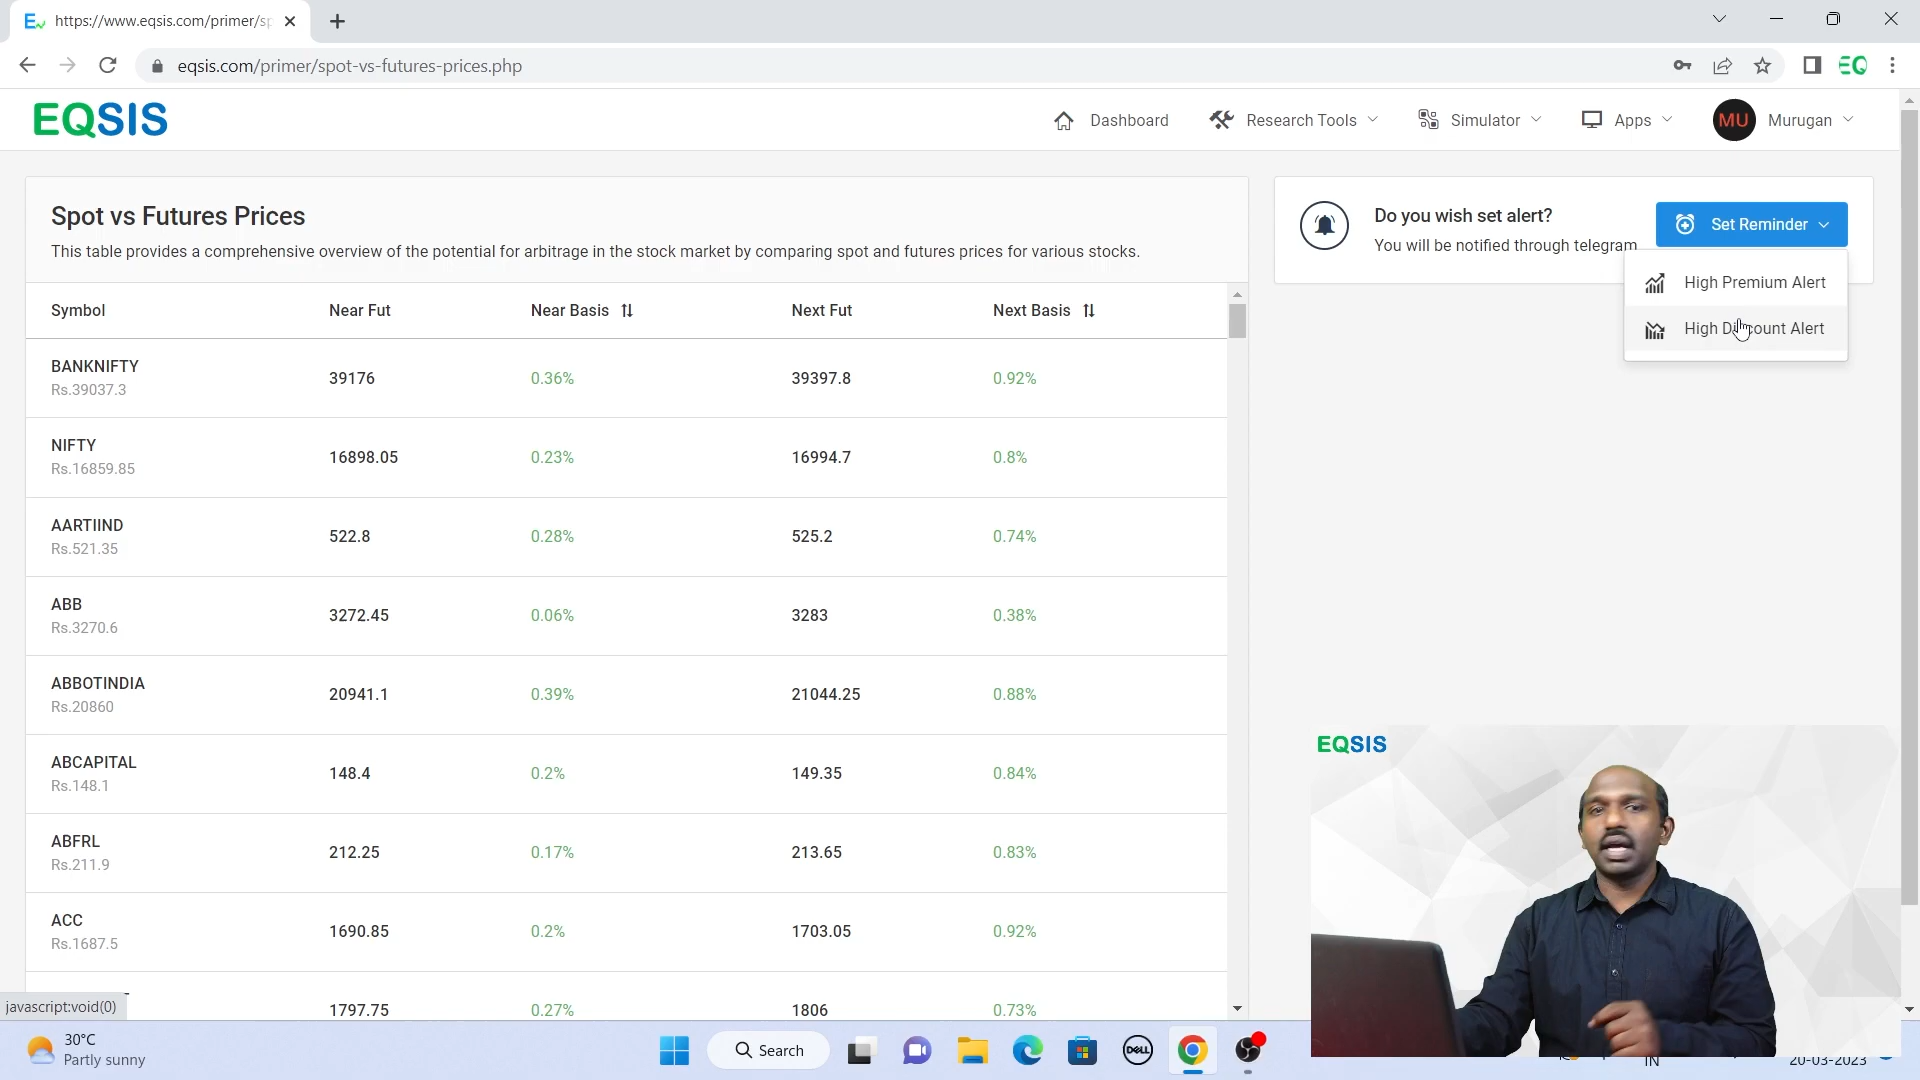 https://www.eqsis.com/primer/sp
eqsis.com/primer/spot-vs-futures-prices.php
EQ
EQSIS
Dashboard
Research Tools
Simulator
Apps
MU
Murugan
Spot vs Futures Prices
This table provides a comprehensive overview of the potential for arbitrage in the stock market by comparing spot and futures prices for various stocks.
Do you wish set alert?
You will be notified through telegram
Set Reminder
High Premium Alert
High Discount Alert
Symbol Near Fut Near Basis Next Fut Next Basis
BANKNIFTY
Rs.39037.3
39176 0.36% 39397.8 0.92%
NIFTY
Rs.16859.85
16898.05 0.23% 16994.7 0.8%
AARTIIND
Rs.521.35
522.8 0.28% 525.2 0.74%
ABB
Rs.3270.6
3272.45 0.06% 3283 0.38%
ABBOTINDIA
Rs.20860
20941.1 0.39% 21044.25 0.88%
ABCAPITAL
Rs.148.1
148.4 0.2% 149.35 0.84%
ABFRL
Rs.211.9
212.25 0.17% 213.65 0.83%
ACC
Rs.1687.5
1690.85 0.2% 1703.05 0.92%
1797.75 0.27% 1806 0.73%
javascript:void(0)
EQSIS
30°C
Partly sunny
Search
DELL
IN
20-03-2023